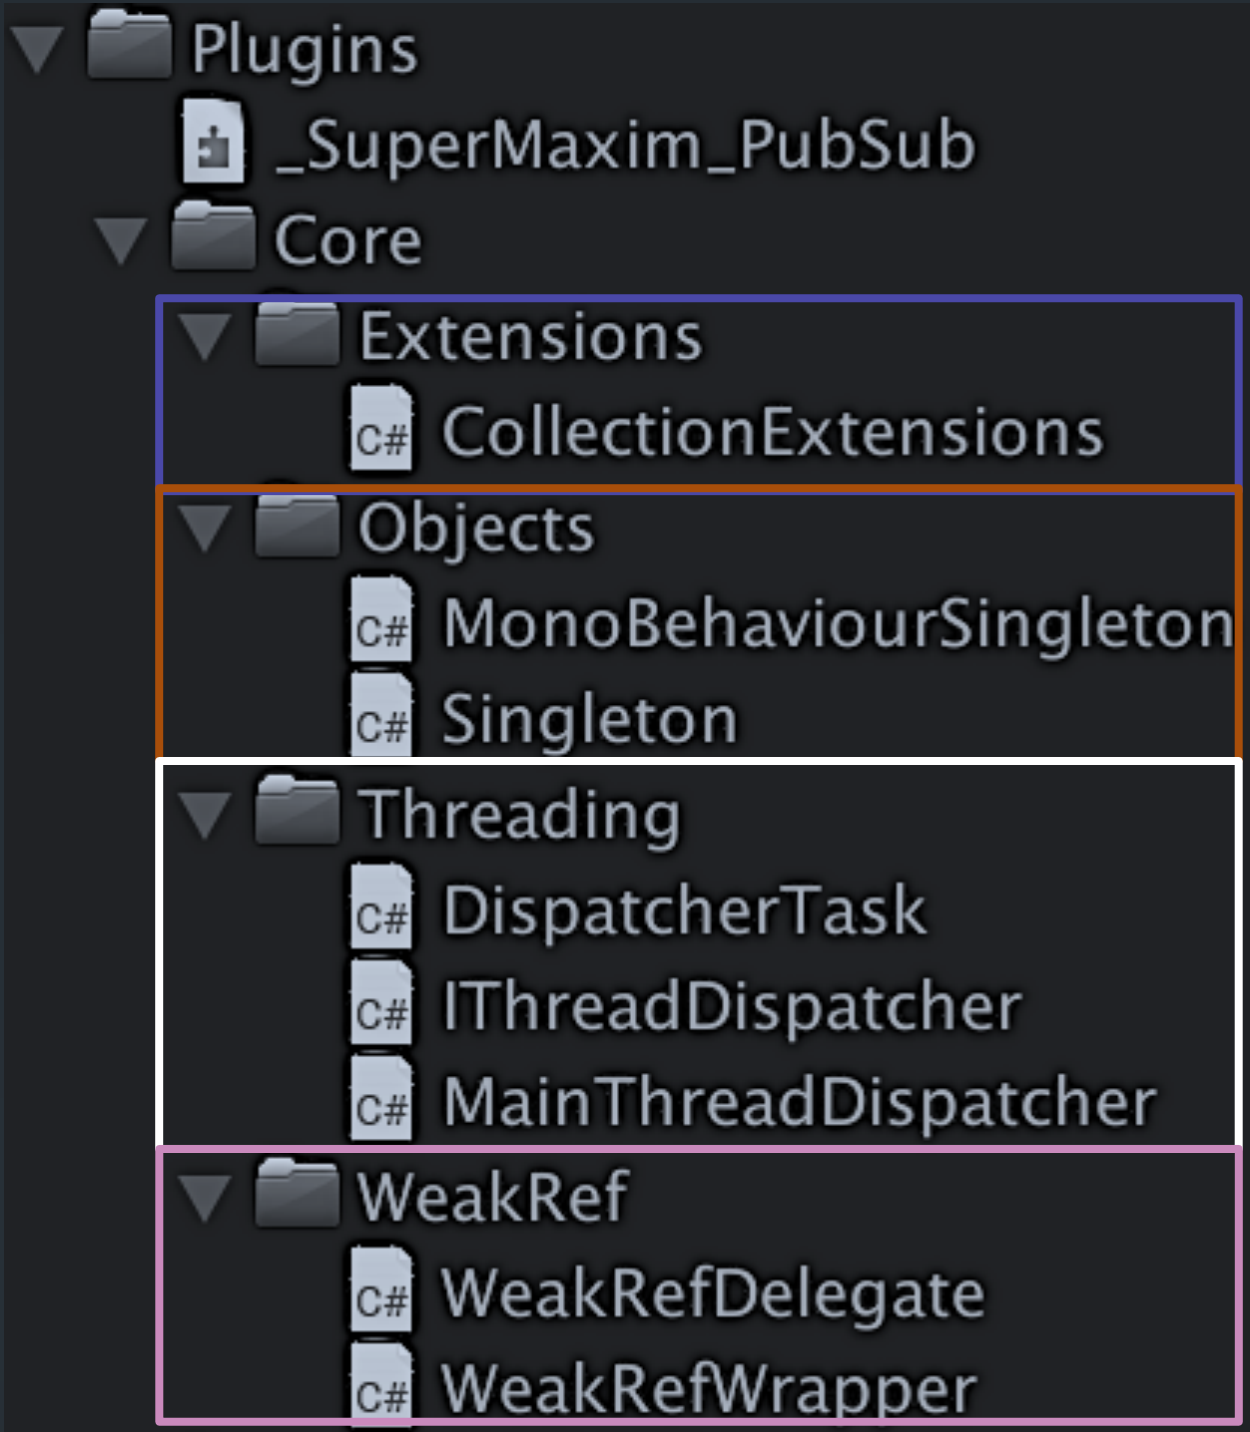 Plugins
_SuperMaxim_PubSub
Core
Extensions
C# CollectionExtensions
Objects
C# MonoBehaviourSingleton
C# Singleton
Threading
C# DispatcherTask
C# IThreadDispatcher
C# MainThreadDispatcher
WeakRef
C# WeakRefDelegate
C# WeakRefWrapper